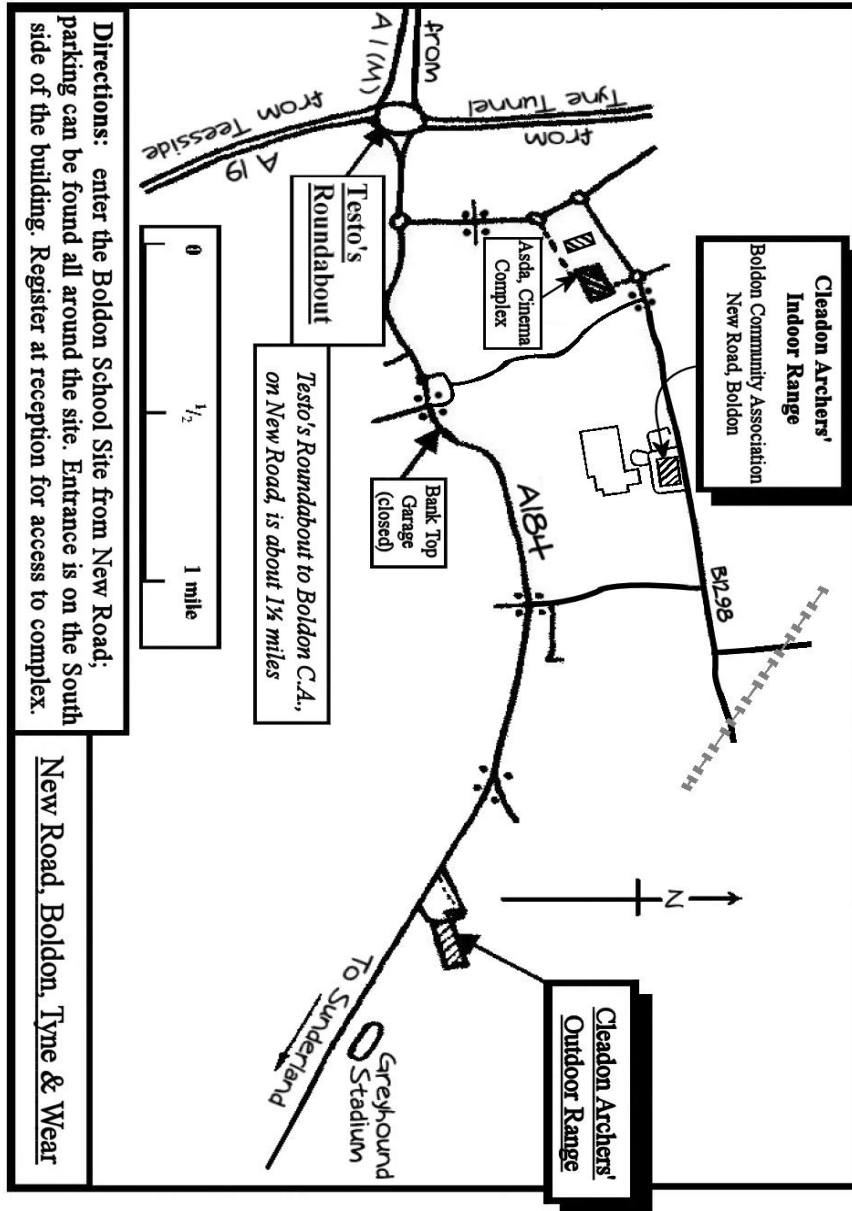 Cleadon Archers'
Indoor Range
Boldon Community Association
New Road, Boldon
from
Tyne Tunnel
from
A1(M)
from Teesside
A 19
Testo's
Roundabout
Asda, Cinema
Complex
Bank Top
Garage
(closed)
A184
B1298
N
Testo's Roundabout to Boldon C.A.,
on New Road, is about 1¼ miles
0
1/2
1 mile
Cleadon Archers'
Outdoor Range
To Sunderland
Greyhound
Stadium
Directions: enter the Boldon School Site from New Road;
parking can be found all around the site. Entrance is on the South
side of the building. Register at reception for access to complex.
New Road, Boldon, Tyne & Wear